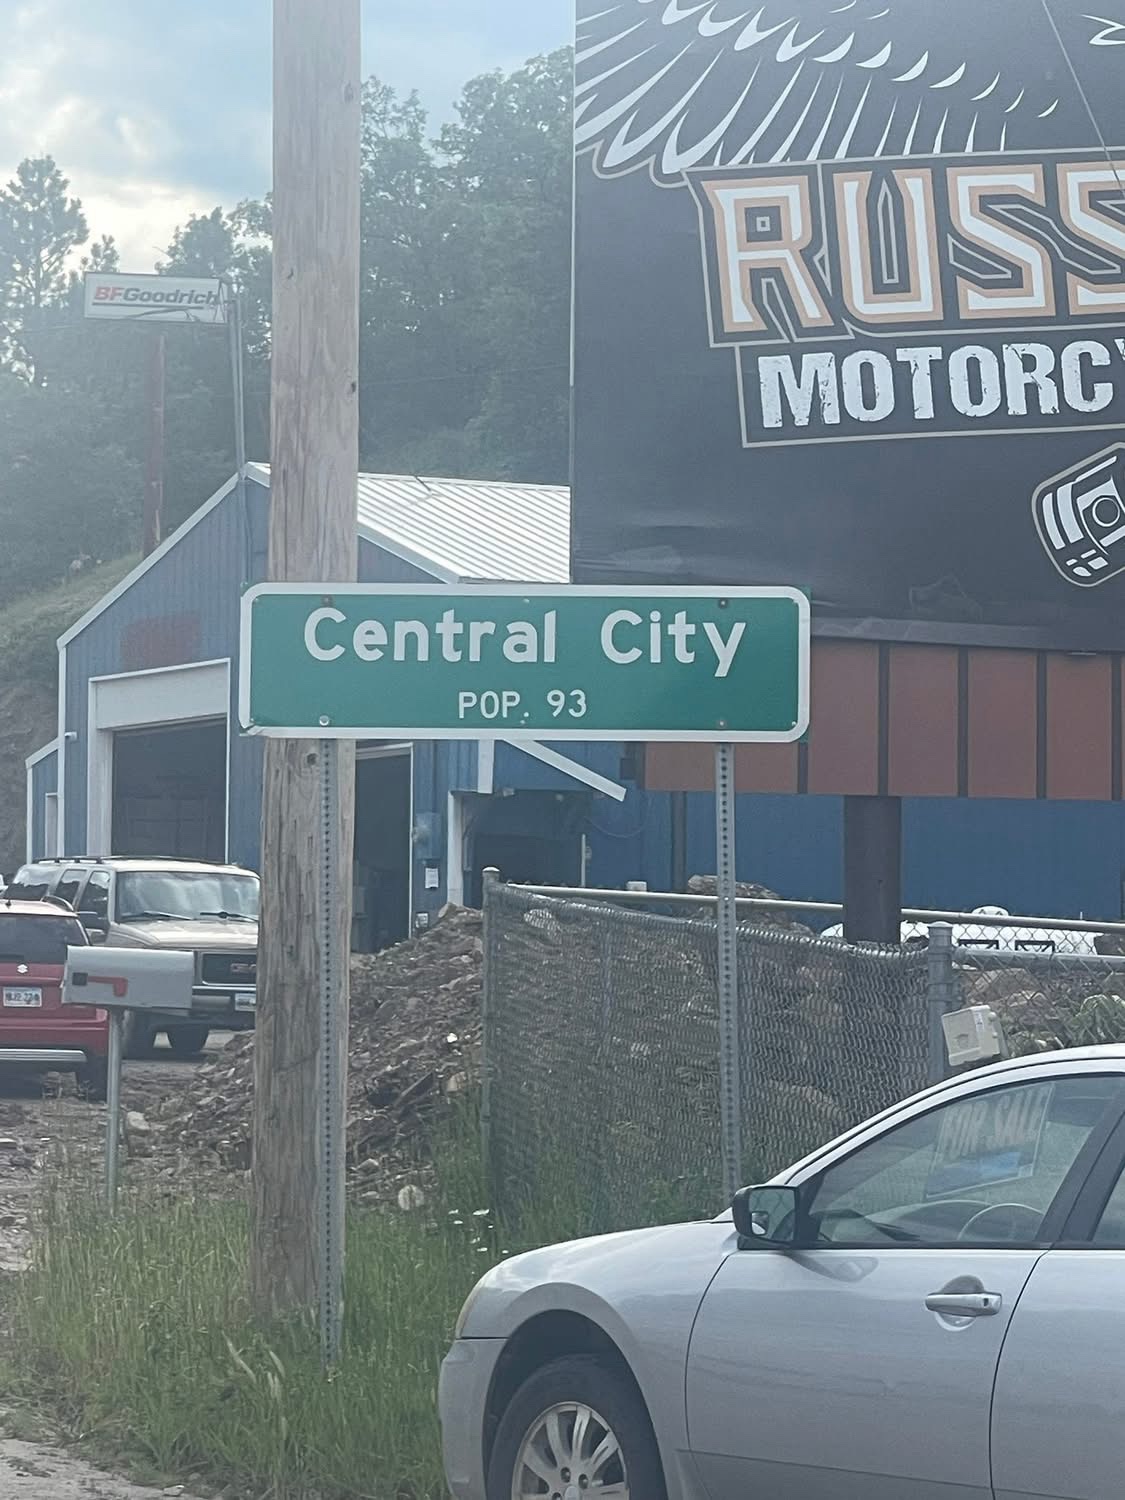 BFGoodrich
RUSS
MOTORC
Central City
POP. 93
FOR SALE